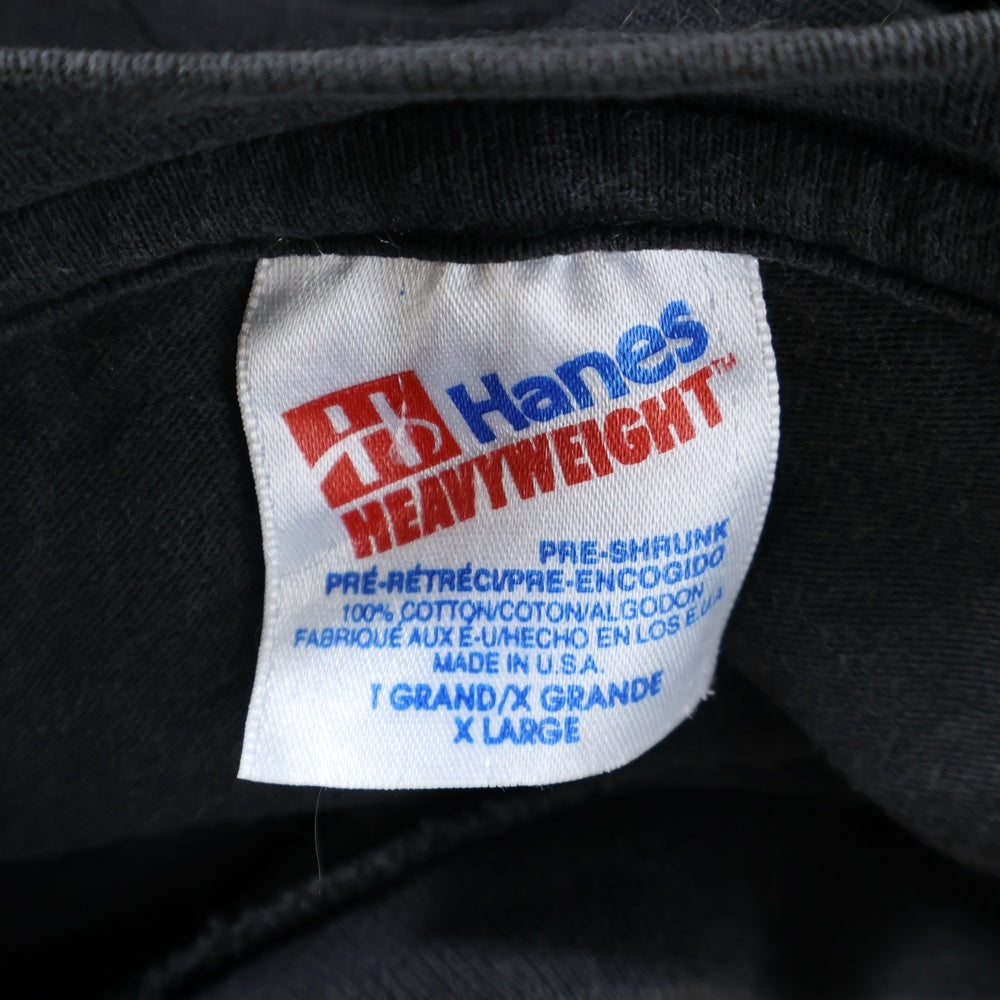 Hanes
HEAVYWEIGHT™
PRE-SHRUNK
PRÉ-RÉTRÉCI/PRE-ENCOGIDO
100% COTTON/COTON/ALGODON
FABRIQUÉ AUX É-U/HECHO EN LOS E.U.A.
MADE IN U.S.A.
T GRAND/X GRANDE
X LARGE